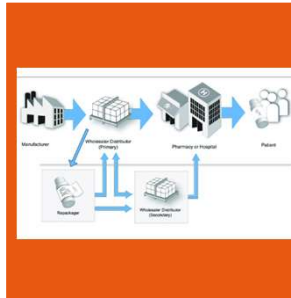 Manufacturer
Wholesaler Distributor
(Primary)
Pharmacy or Hospital
Patient
Repackager
Wholesaler Distributor
(Secondary)